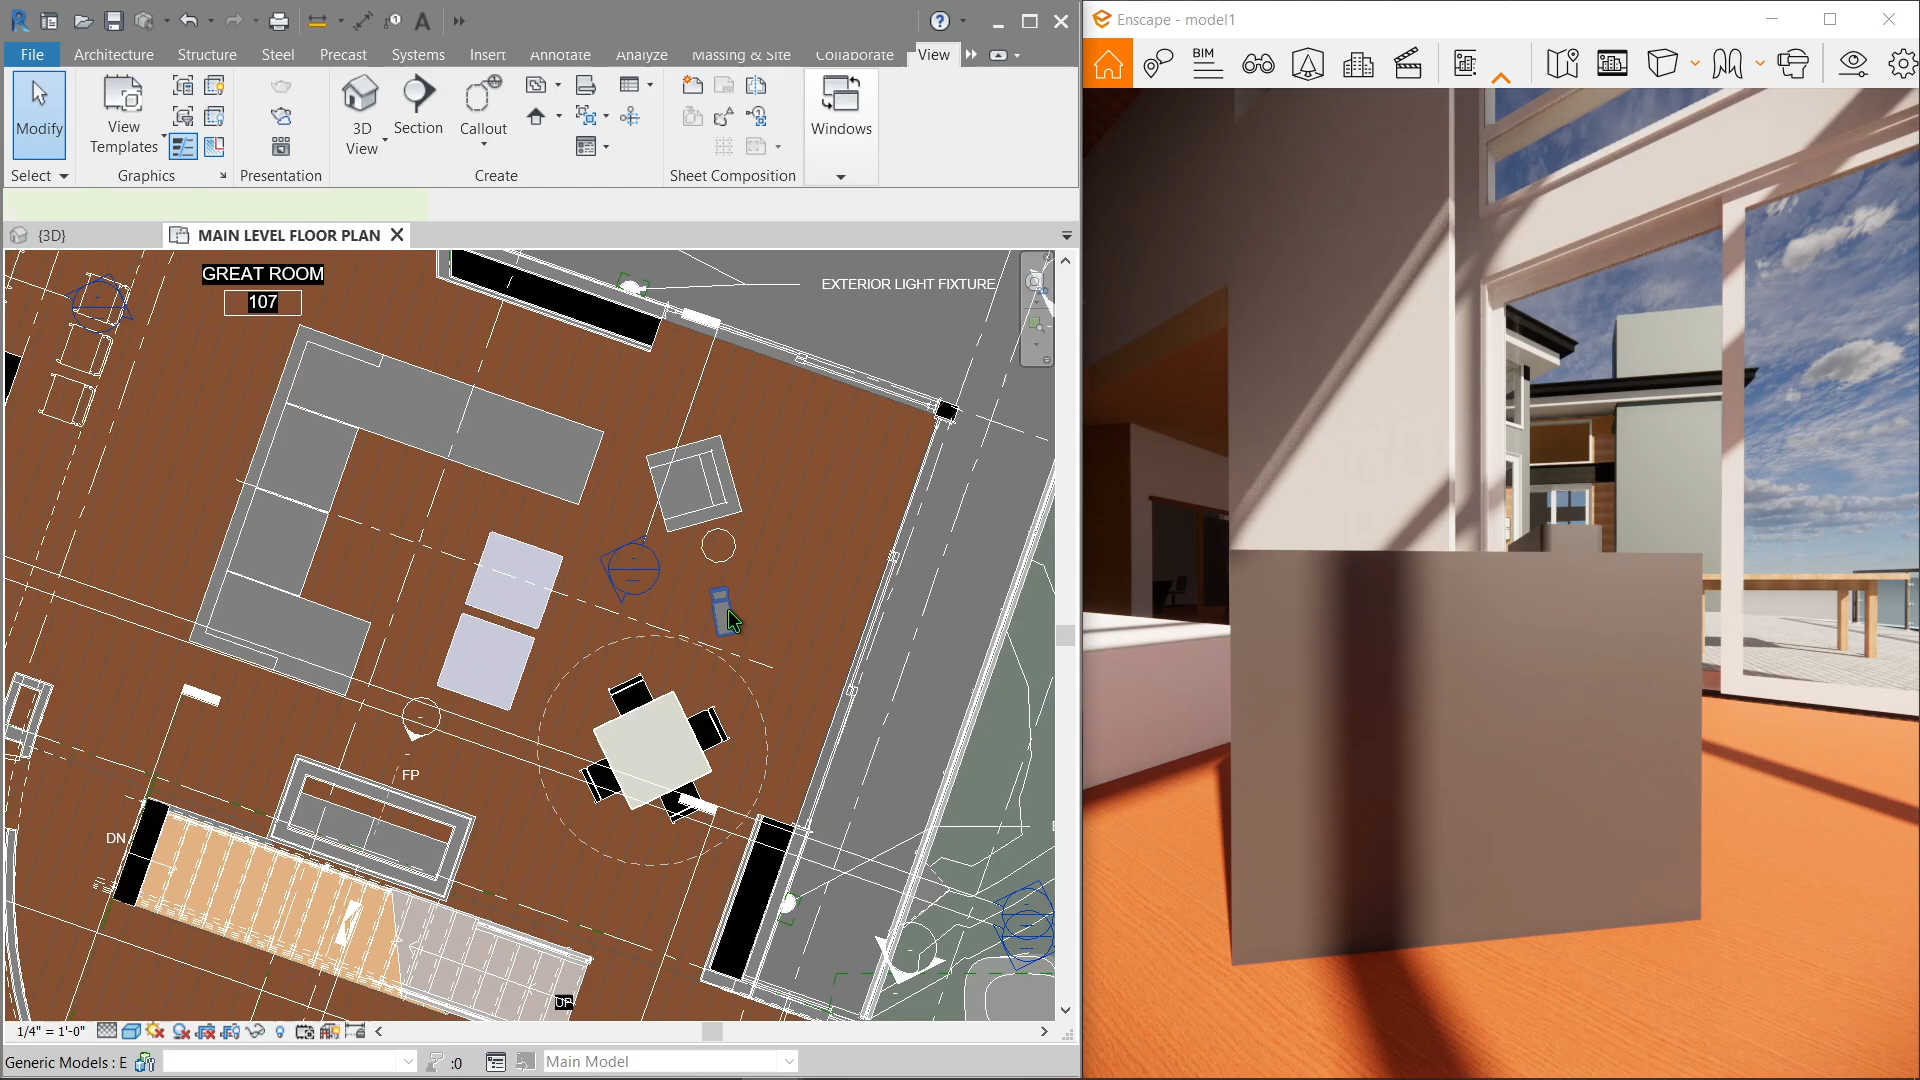 Enscape - model1
File Architecture Structure Steel Precast Systems Insert Annotate Analyze Massing & Site Collaborate View
BIM
Modify
View
Templates
3D
View
Section
Callout
Windows
Select
Graphics
Presentation
Create
Sheet Composition
{3D}
MAIN LEVEL FLOOR PLAN
GREAT ROOM
107
EXTERIOR LIGHT FIXTURE
FP
DN
UP
1/4" = 1'-0"
Generic Models : E
:0
Main Model